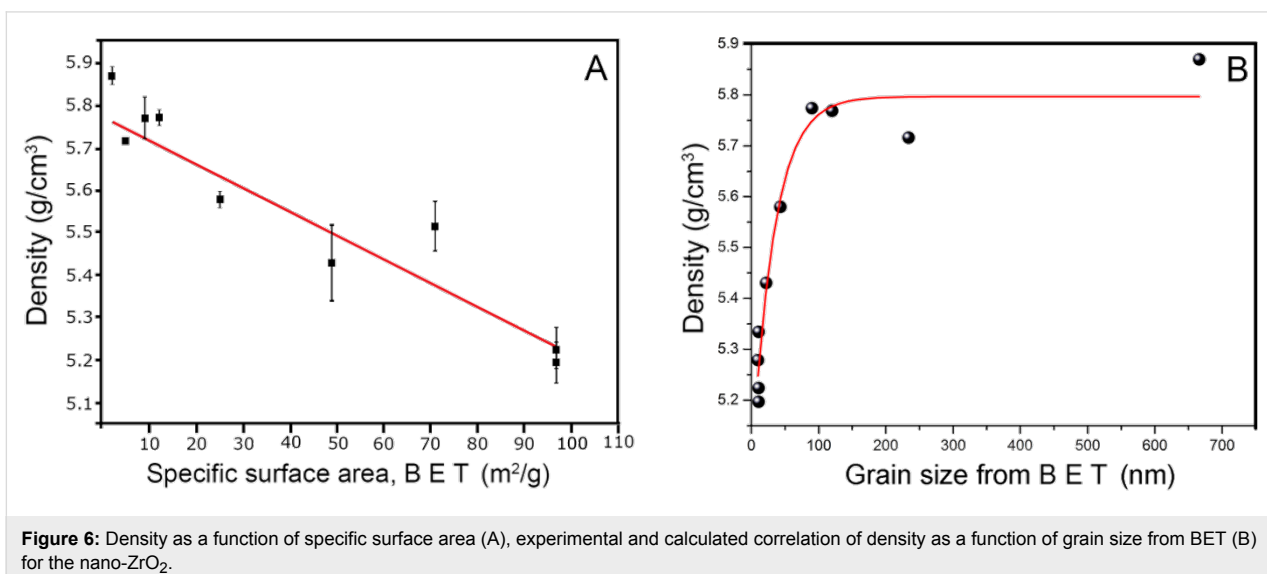 A
5.9
5.8
5.7
5.6
5.5
5.4
5.3
5.2
5.1
Density (g/cm³)
10 20 30 40 50 60 70 80 90 100 110
Specific surface area, B E T (m²/g)
B
5.9
5.8
5.7
5.6
5.5
5.4
5.3
5.2
Density (g/cm³)
0 100 200 300 400 500 600 700
Grain size from B E T (nm)
Figure 6: Density as a function of specific surface area (A), experimental and calculated correlation of density as a function of grain size from BET (B)
for the nano-ZrO₂.